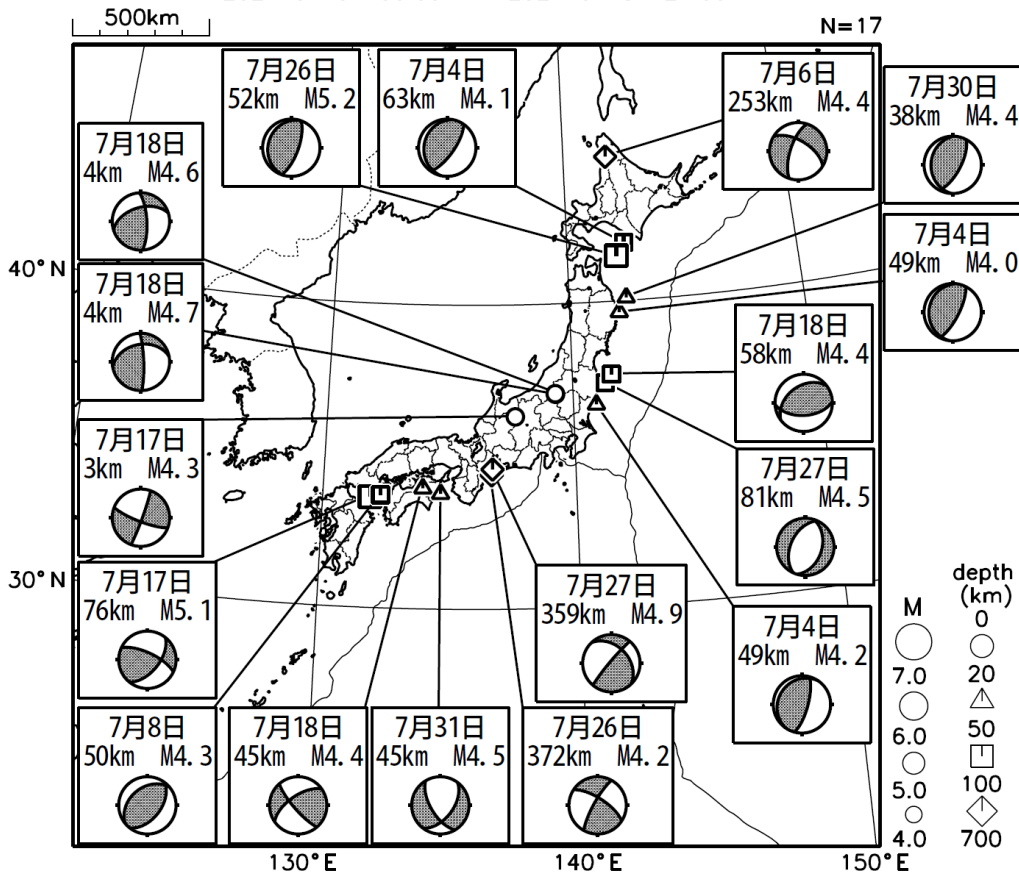 500km
N=17
7月26日
52km M5.2
7月4日
63km M4.1
7月6日
253km M4.4
7月30日
38km M4.4
7月18日
4km M4.6
7月4日
49km M4.0
40°N
7月18日
4km M4.7
7月18日
58km M4.4
7月17日
3km M4.3
7月27日
81km M4.5
30°N
7月17日
76km M5.1
7月27日
359km M4.9
7月4日
49km M4.2
7月8日
50km M4.3
7月18日
45km M4.4
7月31日
45km M4.5
7月26日
372km M4.2
M
7.0
6.0
5.0
4.0
depth
(km)
0
20
50
100
700
130°E
140°E
150°E